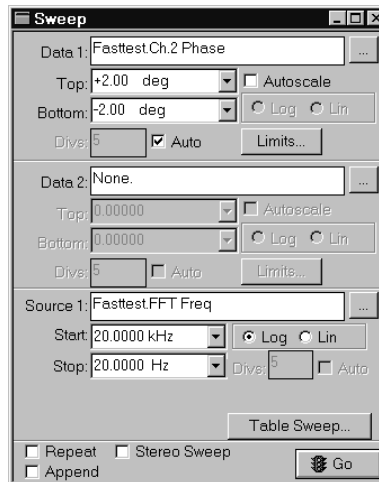 Sweep
Data 1: Fasttest.Ch.2 Phase ...
Top: +2.00 deg Autoscale
Bottom: -2.00 deg Log Lin
Divs: 5 Auto Limits...
Data 2: None. ...
Top: 0.00000 Autoscale
Bottom: 0.00000 Log Lin
Divs: 5 Auto Limits...
Source 1: Fasttest.FFT Freq ...
Start: 20.0000 kHz Log Lin
Stop: 20.0000 Hz Divs: 5 Auto
Table Sweep...
Repeat Stereo Sweep
Append Go